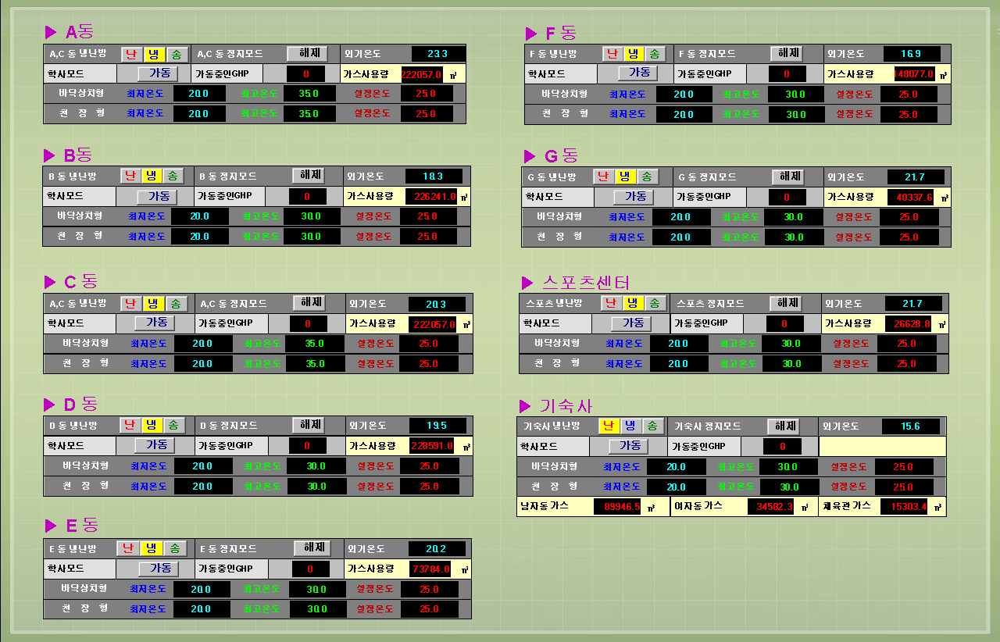 ▶ A동
A,C 동 냉난방 난 냉 송 A,C 동 정지모드 해제 외기온도 23.3
학사모드 가동 가동중인GHP 0 가스사용량 222057.0 ㎥
바닥상치형 최저온도 20.0 최고온도 35.0 설정온도 25.0
천 장 형 최저온도 20.0 최고온도 35.0 설정온도 25.0
▶ B동
B 동 냉난방 난 냉 송 B 동 정지모드 해제 외기온도 18.3
학사모드 가동 가동중인GHP 0 가스사용량 226241.0 ㎥
바닥상치형 최저온도 20.0 최고온도 30.0 설정온도 25.0
천 장 형 최저온도 20.0 최고온도 30.0 설정온도 25.0
▶ C 동
A,C 동 냉난방 난 냉 송 A,C 동 정지모드 해제 외기온도 20.3
학사모드 가동 가동중인GHP 0 가스사용량 222057.0 ㎥
바닥상치형 최저온도 20.0 최고온도 35.0 설정온도 25.0
천 장 형 최저온도 20.0 최고온도 35.0 설정온도 25.0
▶ D 동
D 동 냉난방 난 냉 송 D 동 정지모드 해제 외기온도 19.5
학사모드 가동 가동중인GHP 0 가스사용량 228591.0 ㎥
바닥상치형 최저온도 20.0 최고온도 30.0 설정온도 25.0
천 장 형 최저온도 20.0 최고온도 30.0 설정온도 25.0
▶ E 동
E 동 냉난방 난 냉 송 E 동 정지모드 해제 외기온도 20.2
학사모드 가동 가동중인GHP 0 가스사용량 73784.0 ㎥
바닥상치형 최저온도 20.0 최고온도 30.0 설정온도 25.0
천 장 형 최저온도 20.0 최고온도 30.0 설정온도 25.0
▶ F 동
F 동 냉난방 난 냉 송 F 동 정지모드 해제 외기온도 16.9
학사모드 가동 가동중인GHP 0 가스사용량 148077.0 ㎥
바닥상치형 최저온도 20.0 최고온도 30.0 설정온도 25.0
천 장 형 최저온도 20.0 최고온도 30.0 설정온도 25.0
▶ G 동
G 동 냉난방 난 냉 송 G 동 정지모드 해제 외기온도 21.7
학사모드 가동 가동중인GHP 0 가스사용량 40337.6 ㎥
바닥상치형 최저온도 20.0 최고온도 30.0 설정온도 25.0
천 장 형 최저온도 20.0 최고온도 30.0 설정온도 25.0
▶ 스포츠센터
스포츠 냉난방 난 냉 송 스포츠 정지모드 해제 외기온도 21.7
학사모드 가동 가동중인GHP 0 가스사용량 26628.8 ㎥
바닥상치형 최저온도 20.0 최고온도 30.0 설정온도 25.0
천 장 형 최저온도 20.0 최고온도 30.0 설정온도 25.0
▶ 기숙사
기숙사 냉난방 난 냉 송 기숙사 정지모드 해제 외기온도 15.6
학사모드 가동 가동중인GHP 0
바닥상치형 최저온도 20.0 최고온도 30.0 설정온도 25.0
천 장 형 최저온도 20.0 최고온도 30.0 설정온도 25.0
남자동 가스 89946.5 ㎥ 여자동 가스 34582.3 ㎥ 체육관 가스 15303.4 ㎥